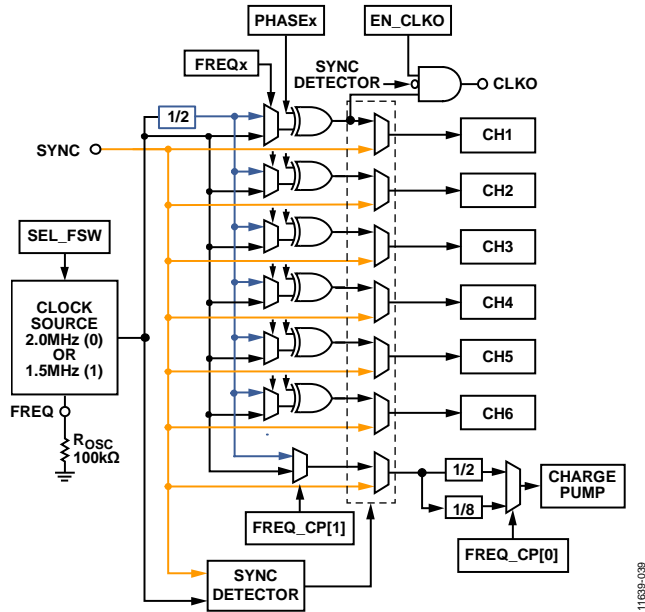 PHASEx
EN_CLKO
FREQx
SYNC
DETECTOR
CLKO
1/2
CH1
SYNC
CH2
SEL_FSW
CH3
CLOCK
SOURCE
2.0MHz (0)
OR
1.5MHz (1)
CH4
CH5
FREQ
CH6
ROSC
100kΩ
1/2
CHARGE
PUMP
1/8
FREQ_CP[1]
FREQ_CP[0]
SYNC
DETECTOR
11639-039